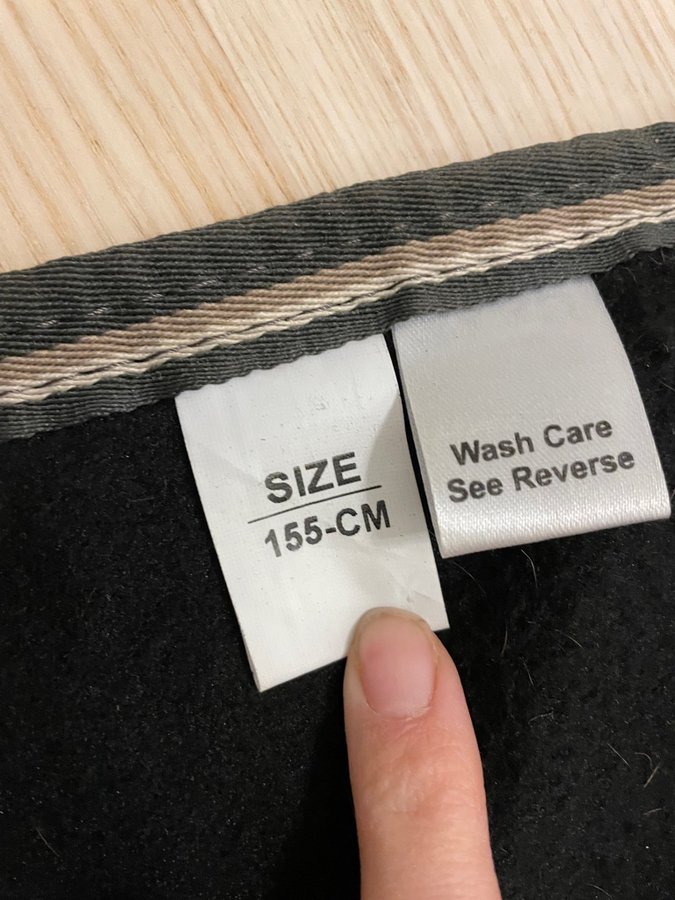 SIZE
155-CM
Wash Care
See Reverse